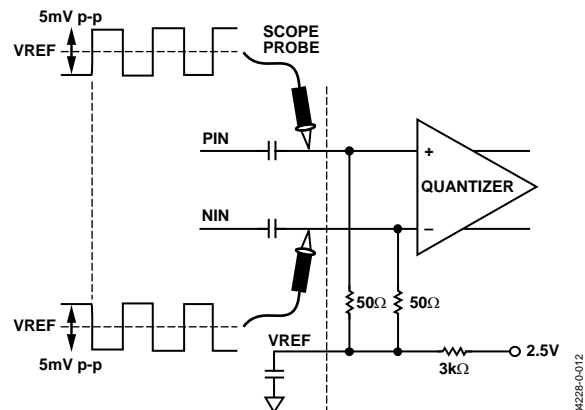 5mV p-p
VREF
SCOPE
PROBE
PIN
+
QUANTIZER
NIN
−
50Ω
50Ω
VREF
5mV p-p
VREF
2.5V
3kΩ
04228-0-012